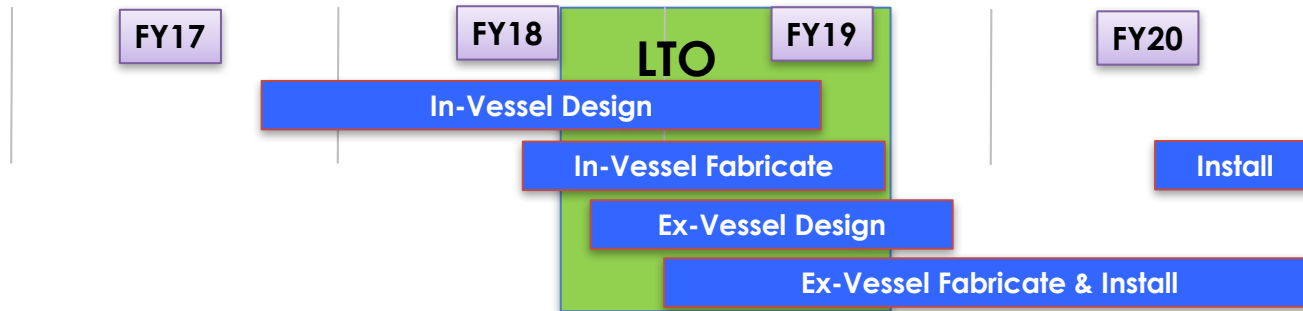 FY17
FY18
LTO
FY19
FY20
In-Vessel Design
In-Vessel Fabricate
Install
Ex-Vessel Design
Ex-Vessel Fabricate & Install